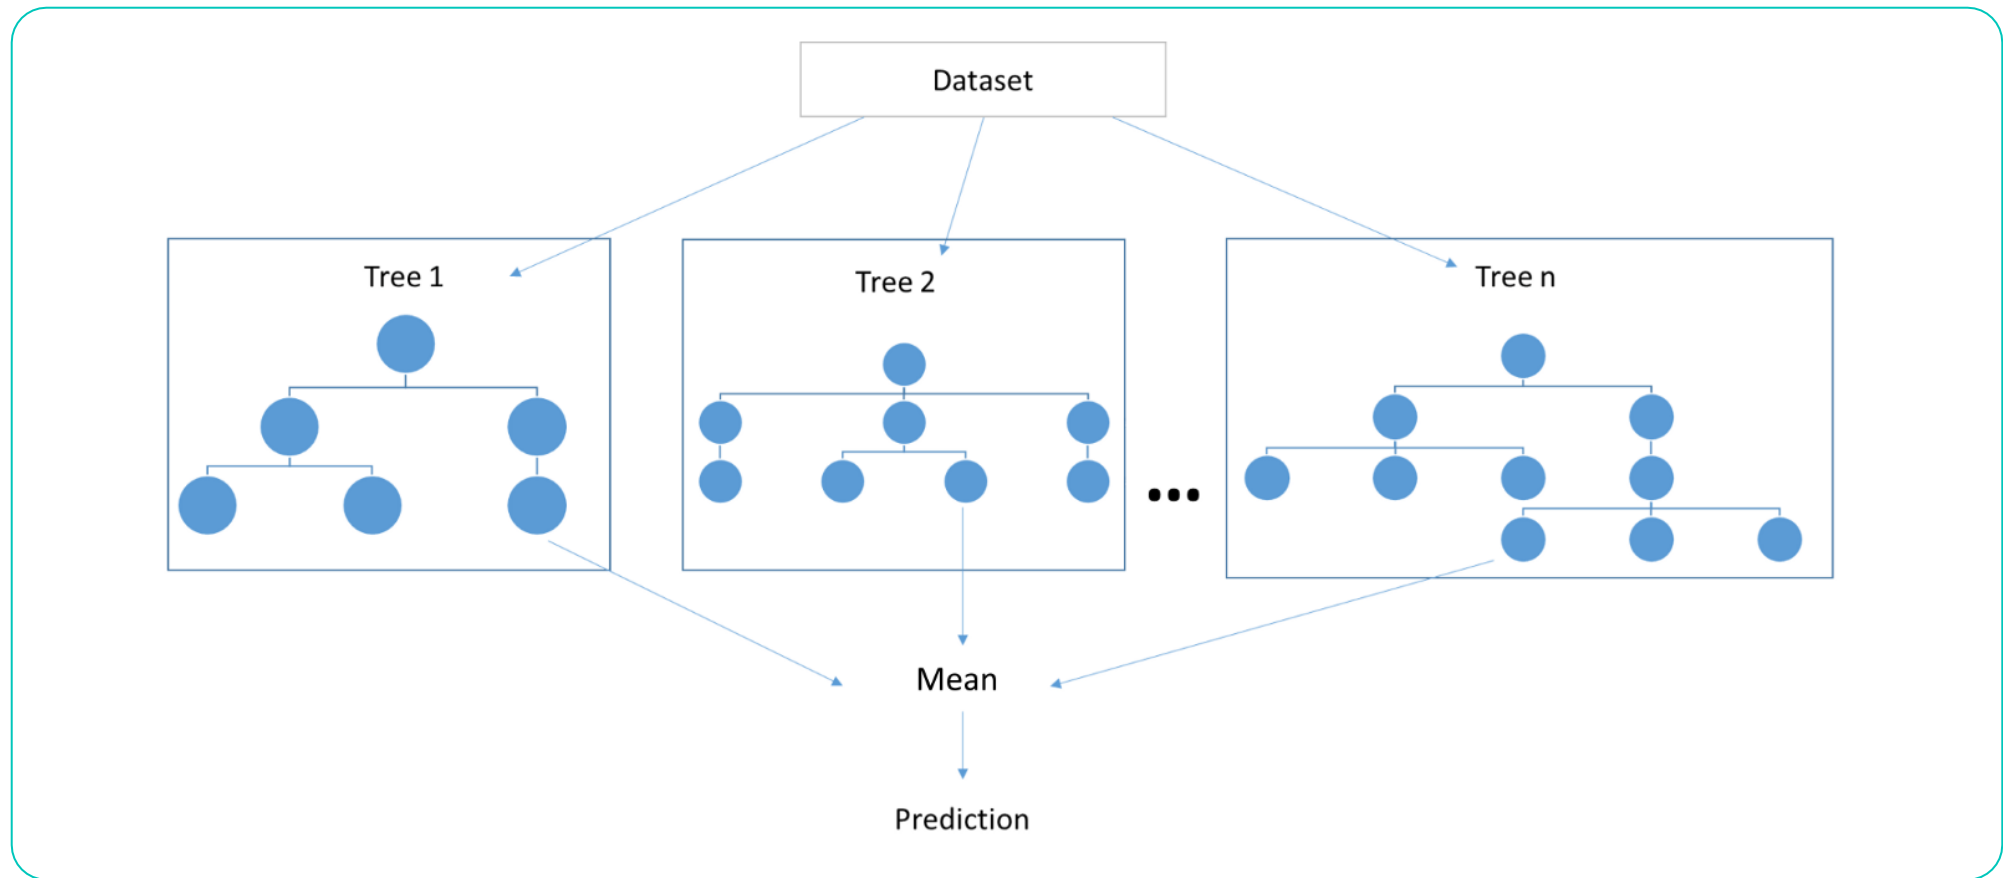 Dataset
Tree 1
Tree 2
Tree n
...
Mean
Prediction